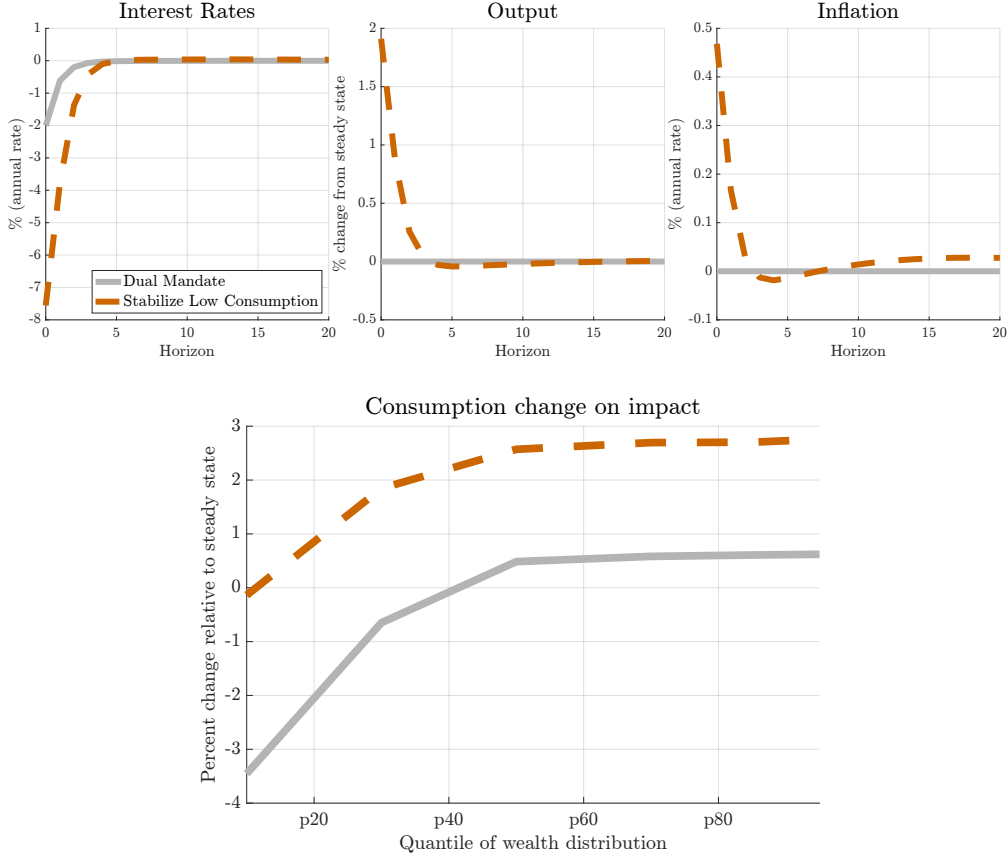 Interest Rates
1
0
-1
-2
-3
-4
-5
-6
-7
-8
0
5
10
15
20
% (annual rate)
Horizon
Dual Mandate
Stabilize Low Consumption
Output
2
1.5
1
0.5
0
-0.5
0
5
10
15
20
% change from steady state
Horizon
Inflation
0.5
0.4
0.3
0.2
0.1
0
-0.1
0
5
10
15
20
% (annual rate)
Horizon
Consumption change on impact
3
2
1
0
-1
-2
-3
-4
p20
p40
p60
p80
Percent change relative to steady state
Quantile of wealth distribution